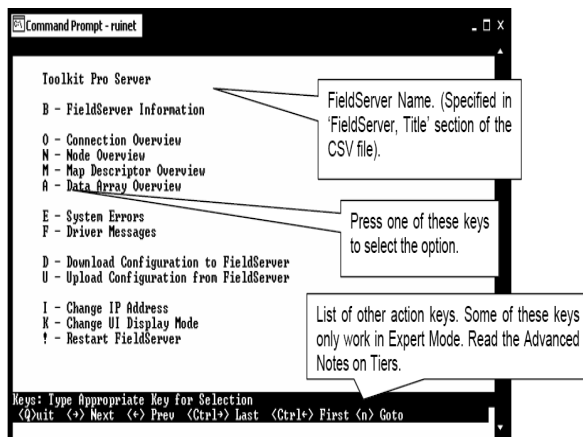 Command Prompt - ruinet
Toolkit Pro Server
B - FieldServer Information
O - Connection Overview
N - Node Overview
M - Map Descriptor Overview
A - Data Array Overview
E - System Errors
F - Driver Messages
D - Download Configuration to FieldServer
U - Upload Configuration from FieldServer
I - Change IP Address
K - Change UI Display Mode
! - Restart FieldServer
Keys: Type Appropriate Key for Selection
<Q>uit <→> Next <←> Prev <Ctrl→> Last <Ctrl←> First <n> Goto
FieldServer Name. (Specified in
‘FieldServer, Title’ section of the
CSV file).
Press one of these keys
to select the option.
List of other action keys. Some of these keys
only work in Expert Mode. Read the Advanced
Notes on Tiers.